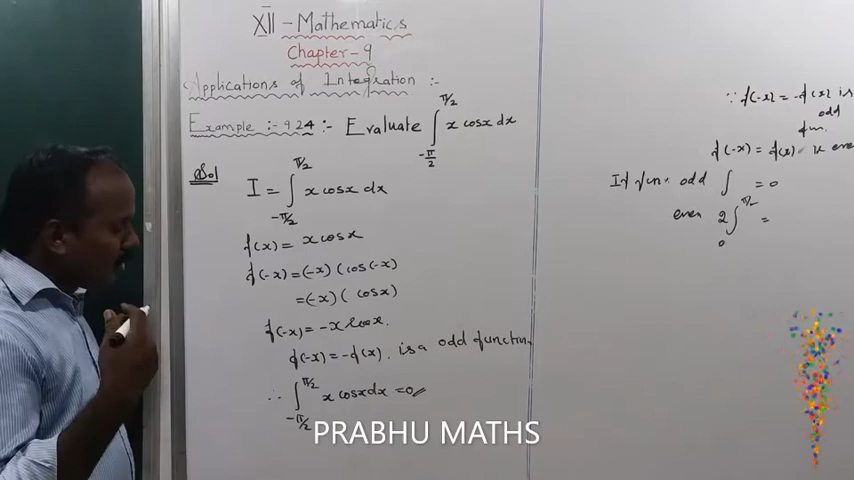 XII - Mathematics
Chapter - 9
Applications of Integration :-
Example :- 9.24 :- Evaluate ∫_{-π/2}^{π/2} x cosx dx
Sol
I = ∫_{-π/2}^{π/2} x cosx dx
f(x) = x cosx
f(-x) = (-x) (cos(-x)
= (-x) ( cosx)
f(-x) = -x cosx.
f(-x) = -f(x). is a odd function
∴ ∫_{-π/2}^{π/2} x cosx dx = 0
∵ f(-x) = -f(x) is
odd
fun.
f(-x) = f(x) is even
If fun. odd ∫ = 0
even 2 ∫_{0}^{π/2} =
PRABHU MATHS